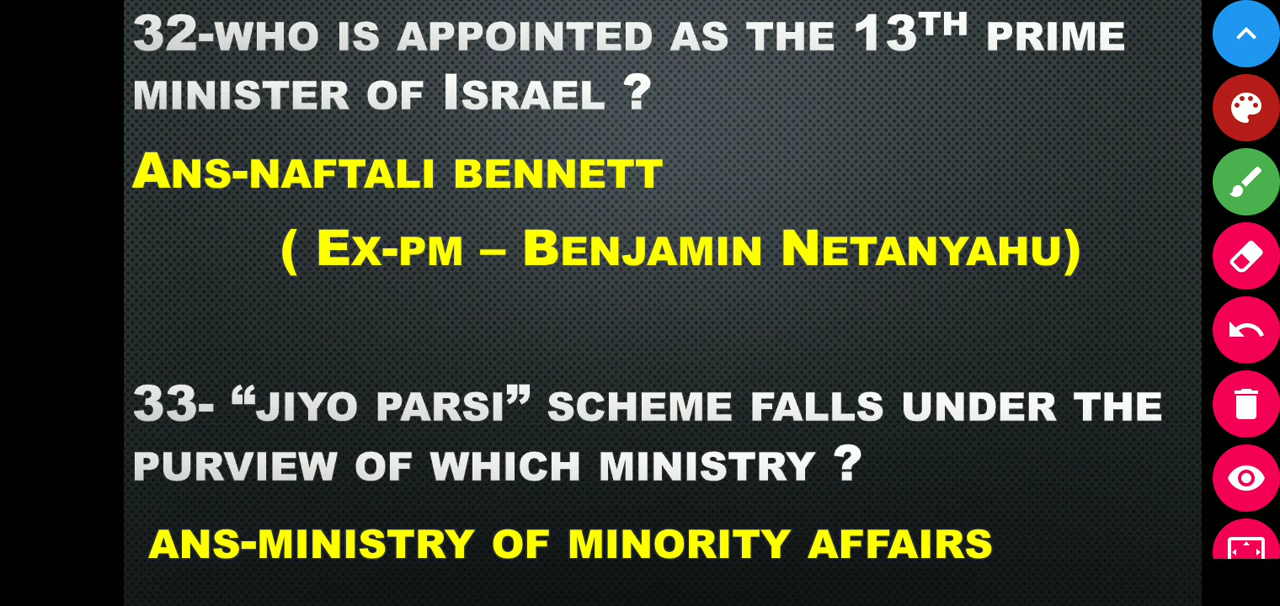 32-WHO IS APPOINTED AS THE 13TH PRIME
MINISTER OF ISRAEL ?
ANS-NAFTALI BENNETT
( EX-PM – BENJAMIN NETANYAHU)
33- “JIYO PARSI” SCHEME FALLS UNDER THE
PURVIEW OF WHICH MINISTRY ?
ANS-MINISTRY OF MINORITY AFFAIRS